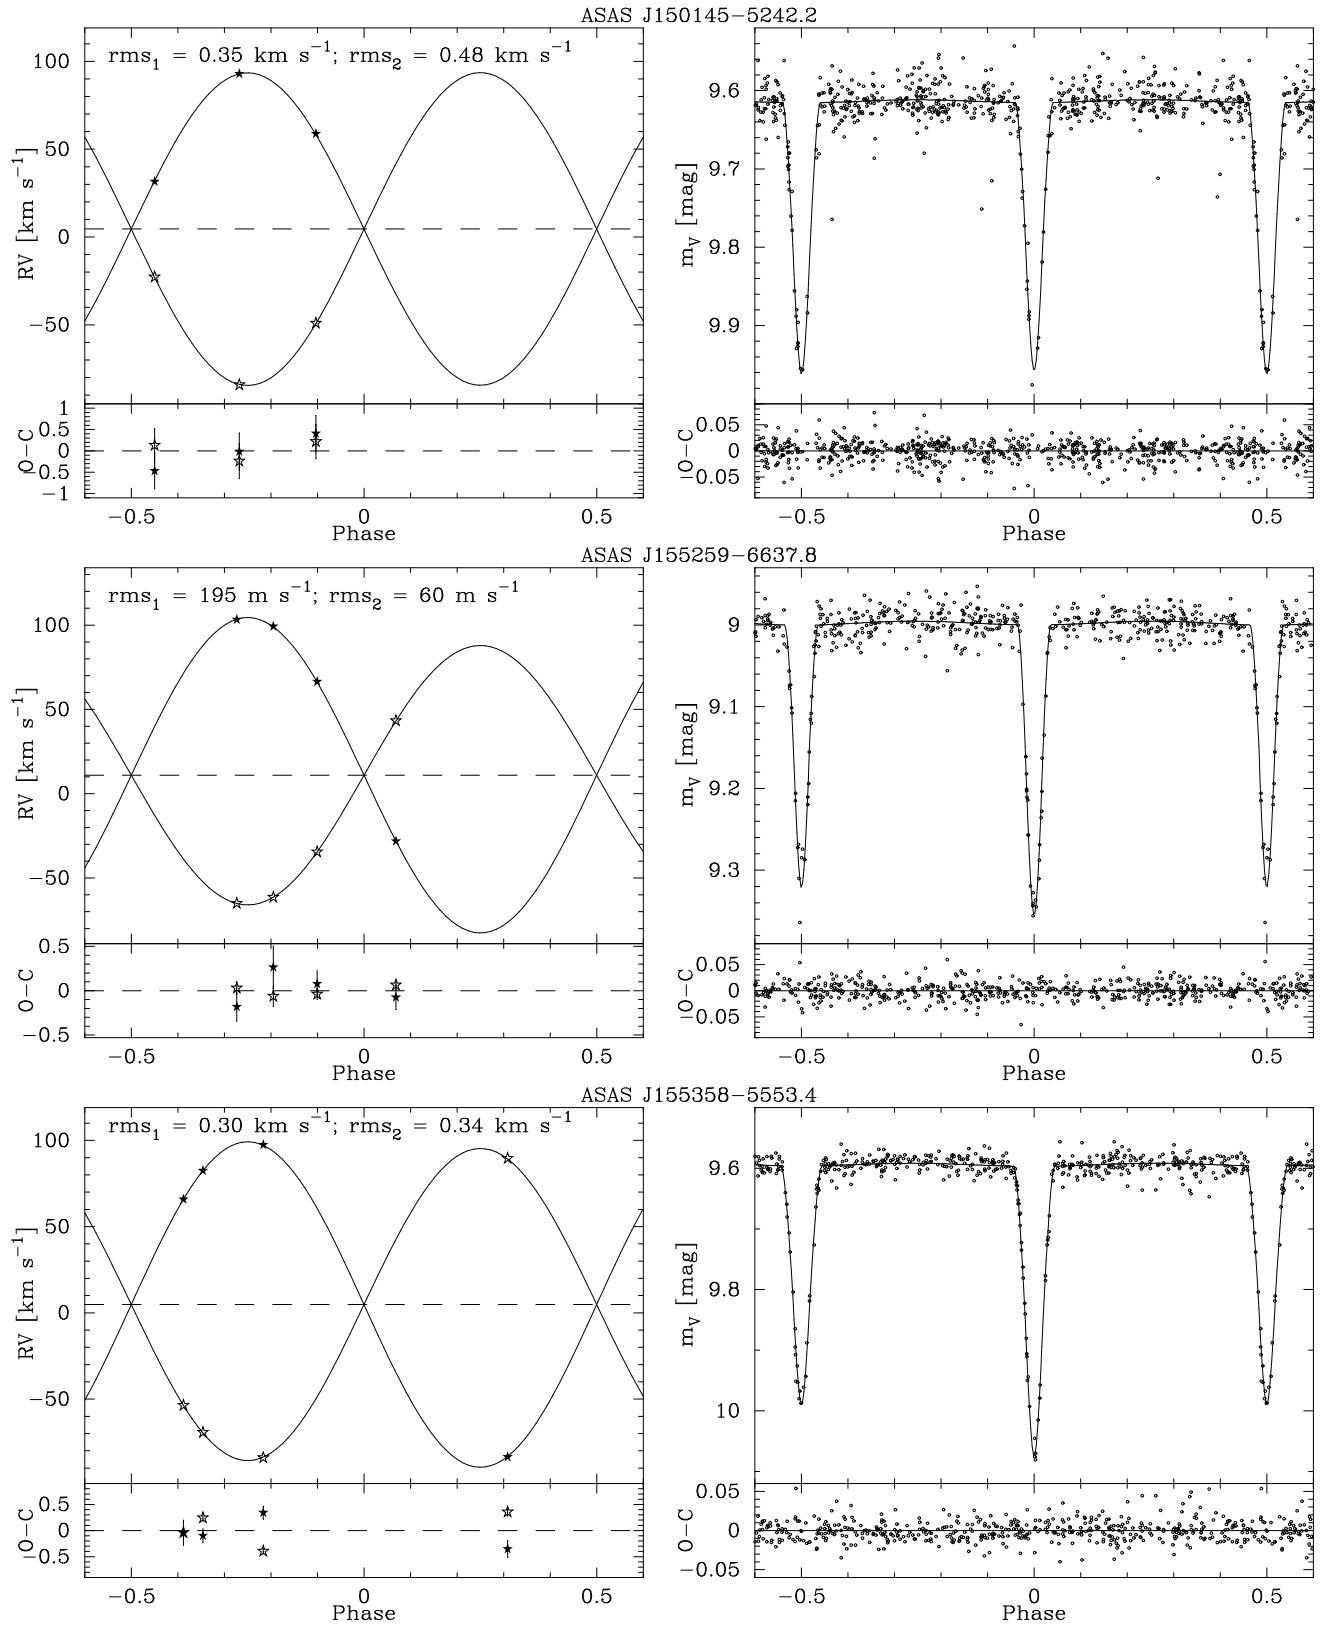 ASAS J150145−5242.2
rms1 = 0.35 km s−1; rms2 = 0.48 km s−1
100
50
0
−50
RV [km s−1]
1
0.5
0
−0.5
−1
O−C
−0.5 0 0.5
Phase
9.6
9.7
9.8
9.9
mV [mag]
0.05
0
−0.05
O−C
−0.5 0 0.5
Phase
ASAS J155259−6637.8
rms1 = 195 m s−1; rms2 = 60 m s−1
100
50
0
−50
RV [km s−1]
0.5
0
−0.5
O−C
−0.5 0 0.5
Phase
9
9.1
9.2
9.3
mV [mag]
0.05
0
−0.05
O−C
−0.5 0 0.5
Phase
ASAS J155358−5553.4
rms1 = 0.30 km s−1; rms2 = 0.34 km s−1
100
50
0
−50
RV [km s−1]
0.5
0
−0.5
O−C
−0.5 0 0.5
Phase
9.6
9.8
10
mV [mag]
0.05
0
−0.05
O−C
−0.5 0 0.5
Phase